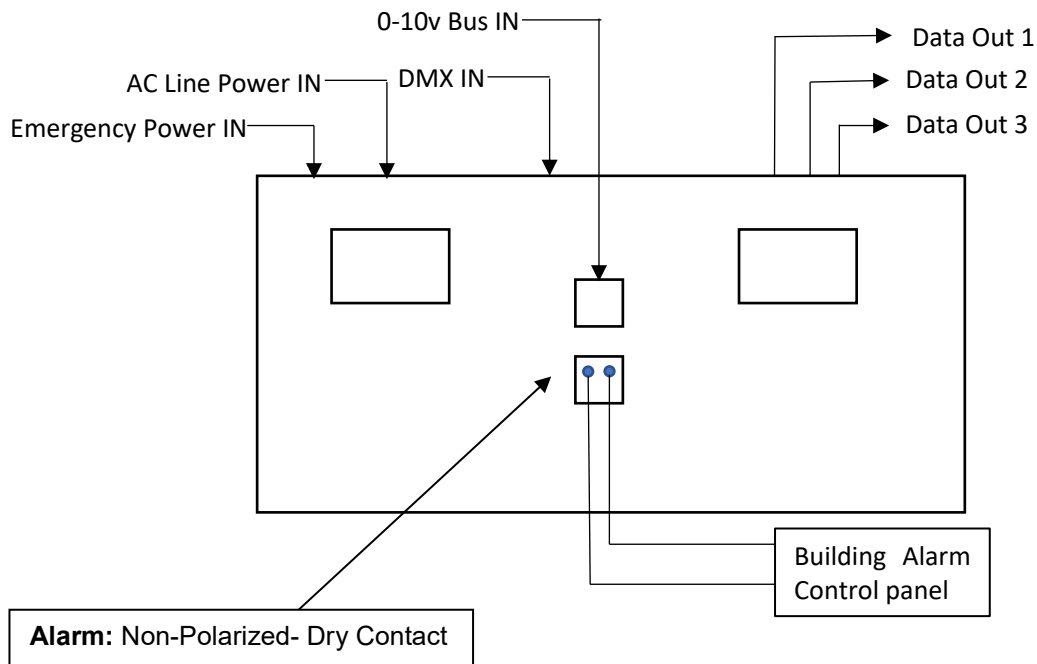 0-10v Bus IN
Data Out 1
AC Line Power IN
DMX IN
Data Out 2
Emergency Power IN
Data Out 3
Building Alarm
Control panel
Alarm: Non-Polarized- Dry Contact